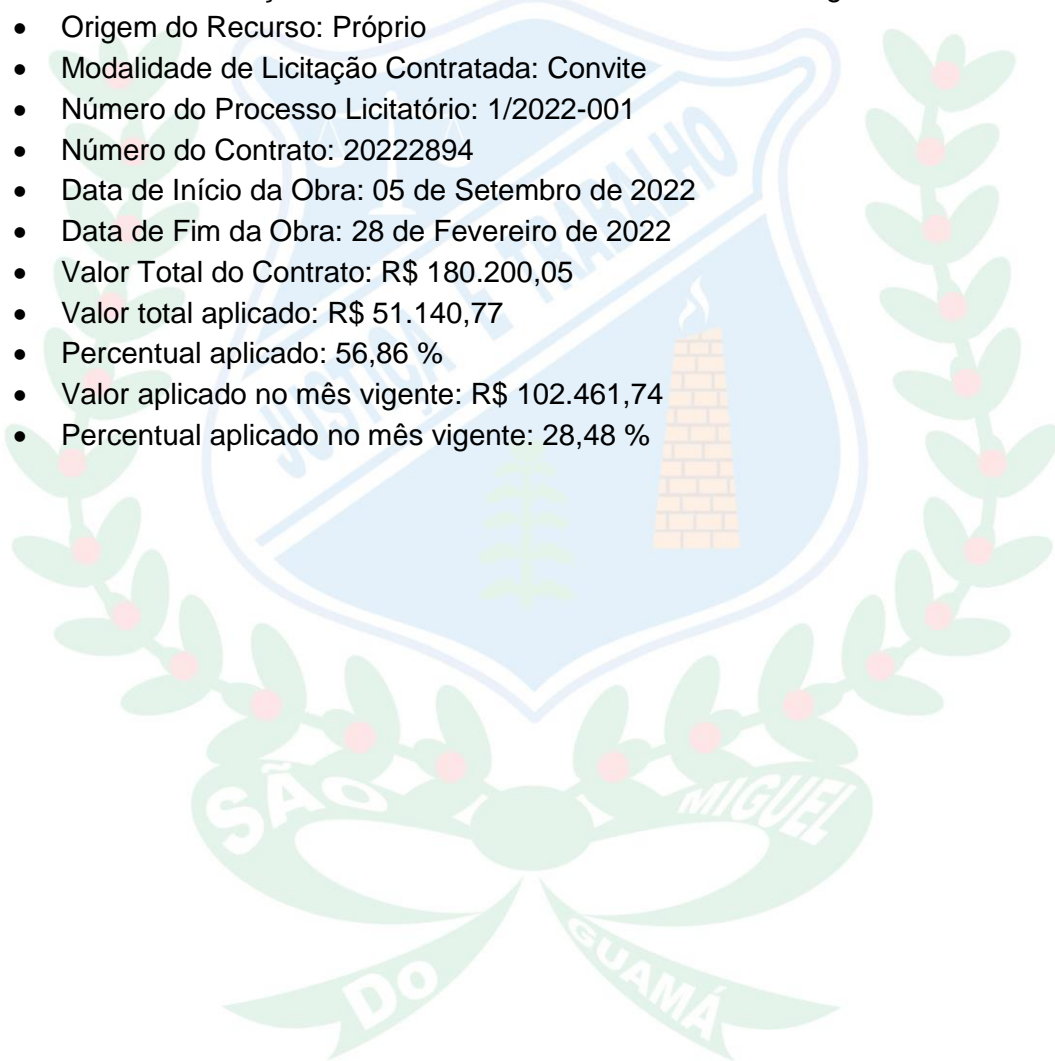 • Origem do Recurso: Próprio
• Modalidade de Licitação Contratada: Convite
• Número do Processo Licitatório: 1/2022-001
• Número do Contrato: 20222894
• Data de Início da Obra: 05 de Setembro de 2022
• Data de Fim da Obra: 28 de Fevereiro de 2022
• Valor Total do Contrato: R$ 180.200,05
• Valor total aplicado: R$ 51.140,77
• Percentual aplicado: 56,86 %
• Valor aplicado no mês vigente: R$ 102.461,74
• Percentual aplicado no mês vigente: 28,48 %
JUSTIÇA E TRABALHO
SÃO MIGUEL
DO GUAMÁ